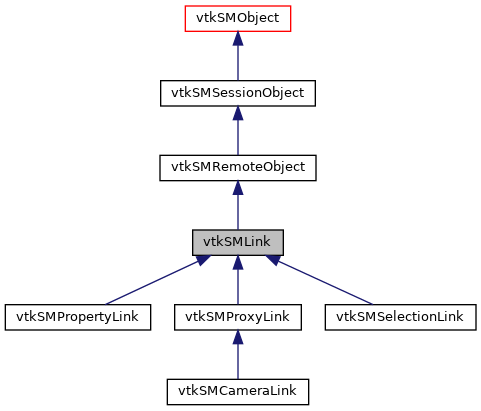 vtkSMObject
vtkSMSessionObject
vtkSMRemoteObject
vtkSMLink
vtkSMPropertyLink
vtkSMProxyLink
vtkSMSelectionLink
vtkSMCameraLink